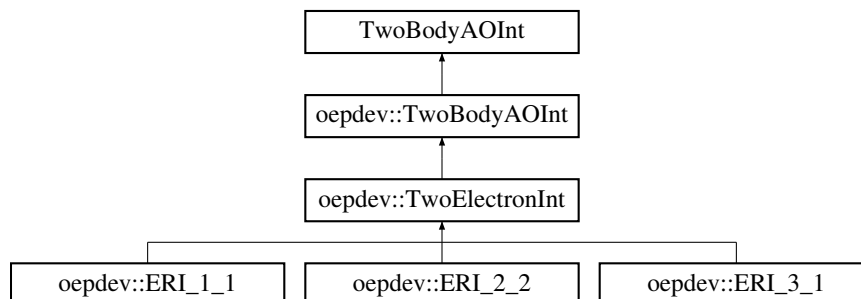 TwoBodyAOInt
oepdev::TwoBodyAOInt
oepdev::TwoElectronInt
oepdev::ERI_1_1
oepdev::ERI_2_2
oepdev::ERI_3_1